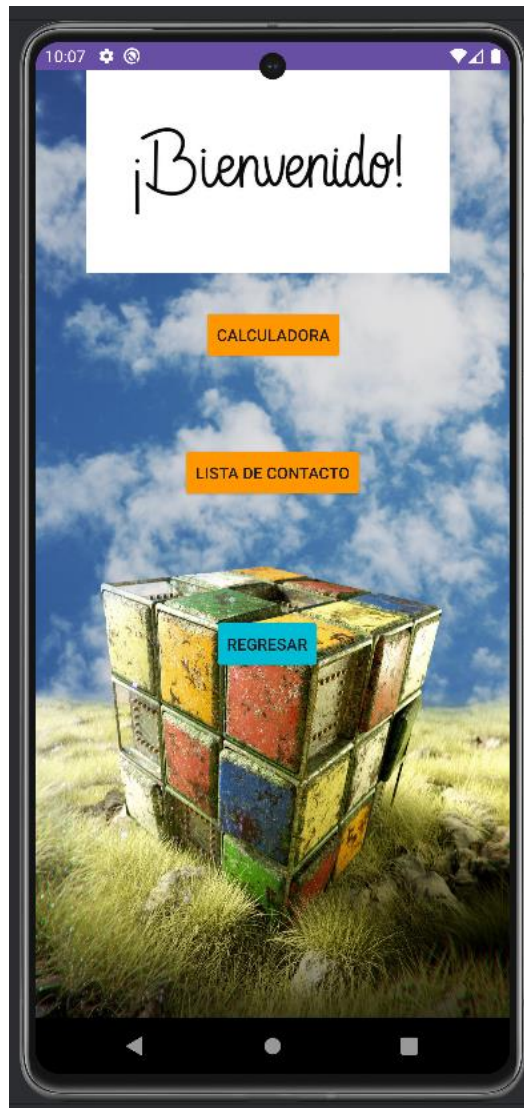 10:07
¡Bienvenido!
CALCULADORA
LISTA DE CONTACTO
REGRESAR